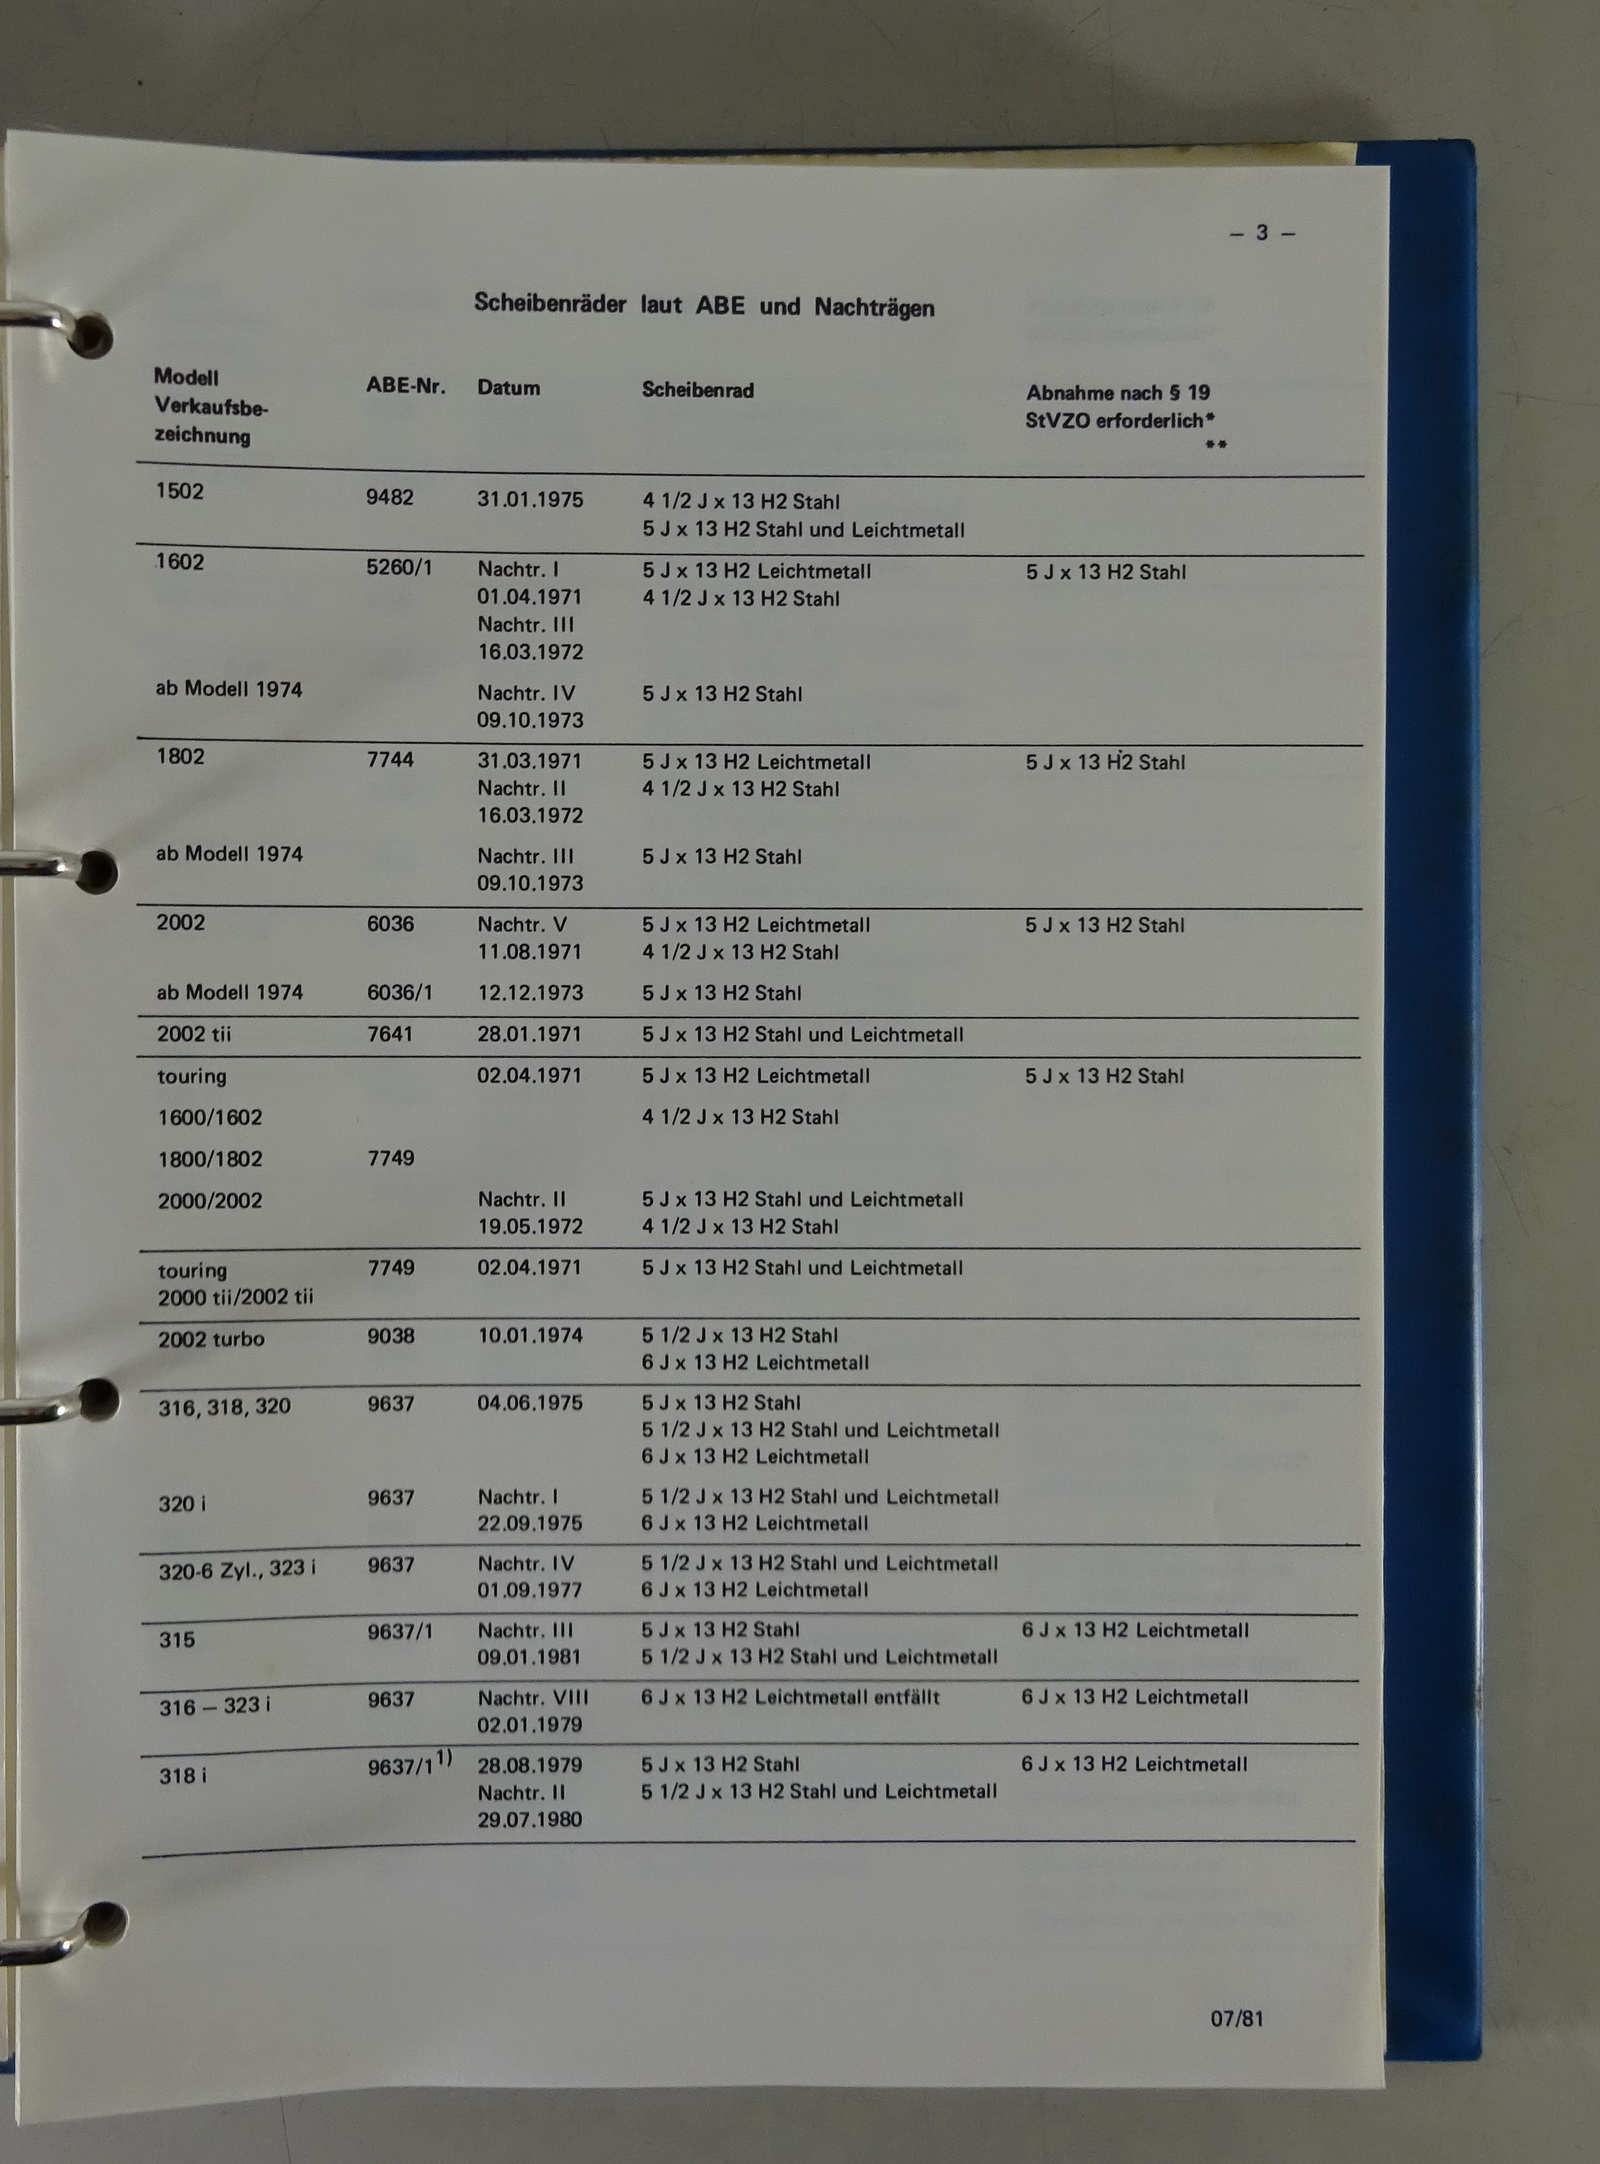 – 3 –
Scheibenräder laut ABE und Nachträgen
Modell Verkaufsbe- zeichnung ABE-Nr. Datum Scheibenrad Abnahme nach § 19 StVZO erforderlich* **
1502 9482 31.01.1975 4 1/2 J x 13 H2 Stahl
5 J x 13 H2 Stahl und Leichtmetall
1602 5260/1 Nachtr. I 5 J x 13 H2 Leichtmetall 5 J x 13 H2 Stahl
01.04.1971 4 1/2 J x 13 H2 Stahl
Nachtr. III
16.03.1972
ab Modell 1974 Nachtr. IV 5 J x 13 H2 Stahl
09.10.1973
1802 7744 31.03.1971 5 J x 13 H2 Leichtmetall 5 J x 13 H2 Stahl
Nachtr. II 4 1/2 J x 13 H2 Stahl
16.03.1972
ab Modell 1974 Nachtr. III 5 J x 13 H2 Stahl
09.10.1973
2002 6036 Nachtr. V 5 J x 13 H2 Leichtmetall 5 J x 13 H2 Stahl
11.08.1971 4 1/2 J x 13 H2 Stahl
ab Modell 1974 6036/1 12.12.1973 5 J x 13 H2 Stahl
2002 tii 7641 28.01.1971 5 J x 13 H2 Stahl und Leichtmetall
touring 02.04.1971 5 J x 13 H2 Leichtmetall 5 J x 13 H2 Stahl
1600/1602 4 1/2 J x 13 H2 Stahl
1800/1802 7749
2000/2002 Nachtr. II 5 J x 13 H2 Stahl und Leichtmetall
19.05.1972 4 1/2 J x 13 H2 Stahl
touring 7749 02.04.1971 5 J x 13 H2 Stahl und Leichtmetall
2000 tii/2002 tii
2002 turbo 9038 10.01.1974 5 1/2 J x 13 H2 Stahl
6 J x 13 H2 Leichtmetall
316, 318, 320 9637 04.06.1975 5 J x 13 H2 Stahl
5 1/2 J x 13 H2 Stahl und Leichtmetall
6 J x 13 H2 Leichtmetall
320 i 9637 Nachtr. I 5 1/2 J x 13 H2 Stahl und Leichtmetall
22.09.1975 6 J x 13 H2 Leichtmetall
320-6 Zyl., 323 i 9637 Nachtr. IV 5 1/2 J x 13 H2 Stahl und Leichtmetall
01.09.1977 6 J x 13 H2 Leichtmetall
315 9637/1 Nachtr. III 5 J x 13 H2 Stahl 6 J x 13 H2 Leichtmetall
09.01.1981 5 1/2 J x 13 H2 Stahl und Leichtmetall
316 – 323 i 9637 Nachtr. VIII 6 J x 13 H2 Leichtmetall entfällt 6 J x 13 H2 Leichtmetall
02.01.1979
318 i 9637/1 1) 28.08.1979 5 J x 13 H2 Stahl 6 J x 13 H2 Leichtmetall
Nachtr. II 5 1/2 J x 13 H2 Stahl und Leichtmetall
29.07.1980
07/81